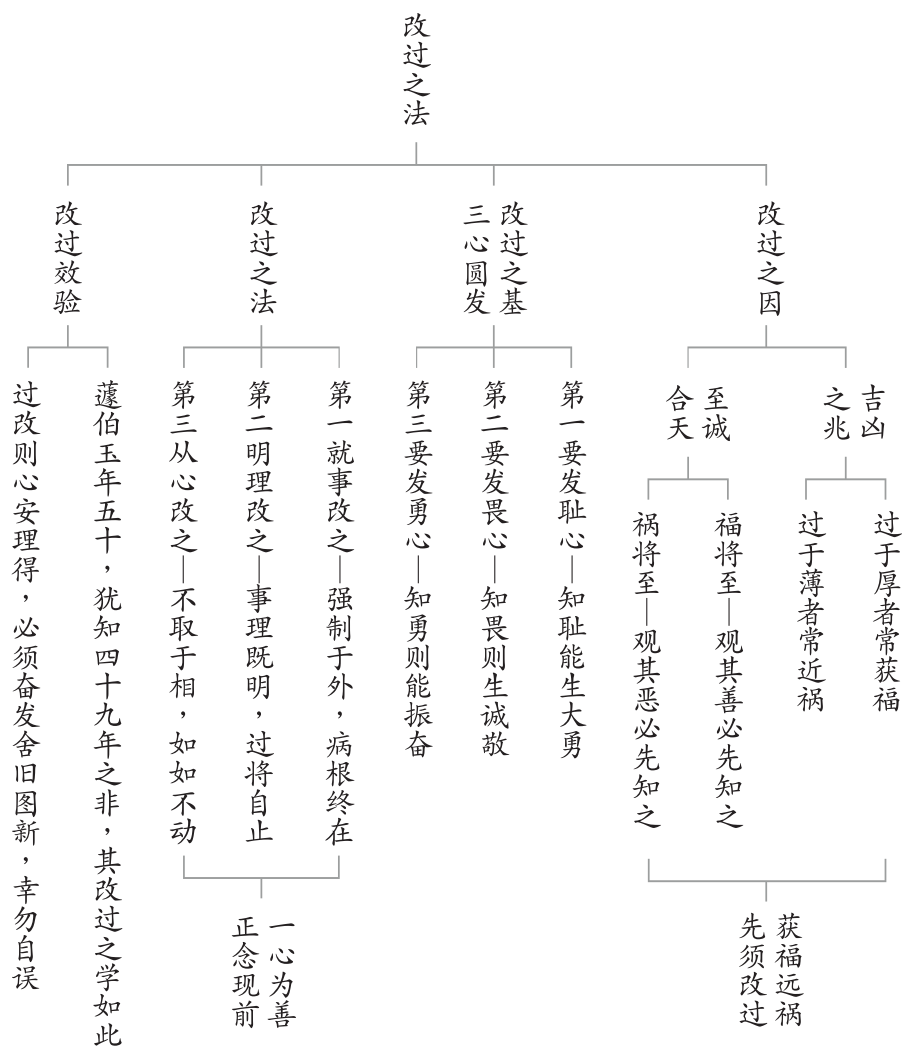 改过之法
改过之因
吉凶
之兆
过于厚者常获福
过于薄者常近祸
至诚
合天
福将至—观其善必先知之
祸将至—观其恶必先知之
获福远祸
先须改过
改过之基
三心圆发
第一要发耻心—知耻能生大勇
第二要发畏心—知畏则生诚敬
第三要发勇心—知勇则能振奋
改过之法
第一就事改之—强制于外，病根终在
第二明理改之—事理既明，过将自止
第三从心改之—不取于相，如如不动
一心为善
正念现前
改过效验
蘧伯玉年五十，犹知四十九年之非，其改过之学如此
过改则心安理得，必须奋发舍旧图新，幸勿自误